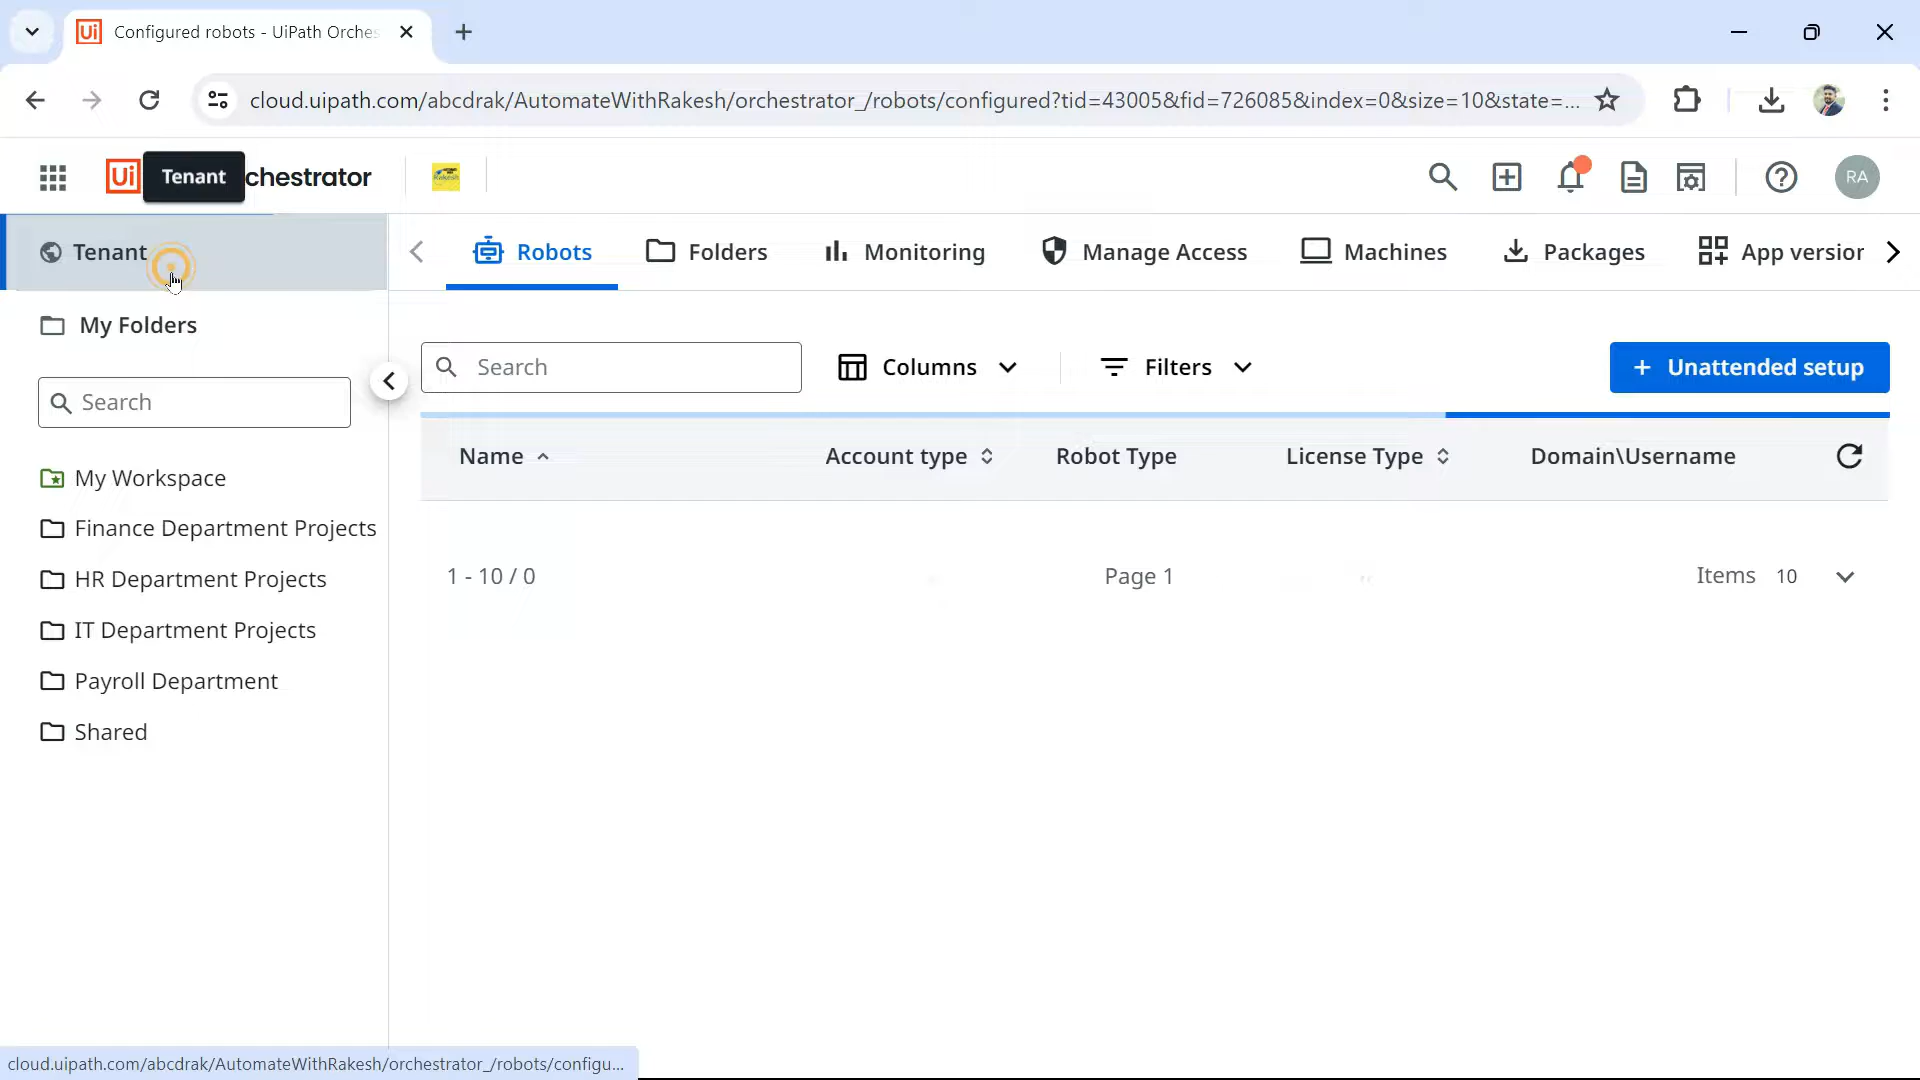 Configured robots - UiPath Orches
cloud.uipath.com/abcdrak/AutomateWithRakesh/orchestrator_/robots/configured?tid=43005&fid=726085&index=0&size=10&state=...
Ui
Tenant
chestrator
RA
Tenant
Robots
Folders
Monitoring
Manage Access
Machines
Packages
App version
My Folders
Search
Search
Columns
Filters
+ Unattended setup
Name
Account type
Robot Type
License Type
Domain\Username
My Workspace
Finance Department Projects
HR Department Projects
IT Department Projects
Payroll Department
Shared
1 - 10 / 0
Page 1
Items 10
cloud.uipath.com/abcdrak/AutomateWithRakesh/orchestrator_/robots/configu...